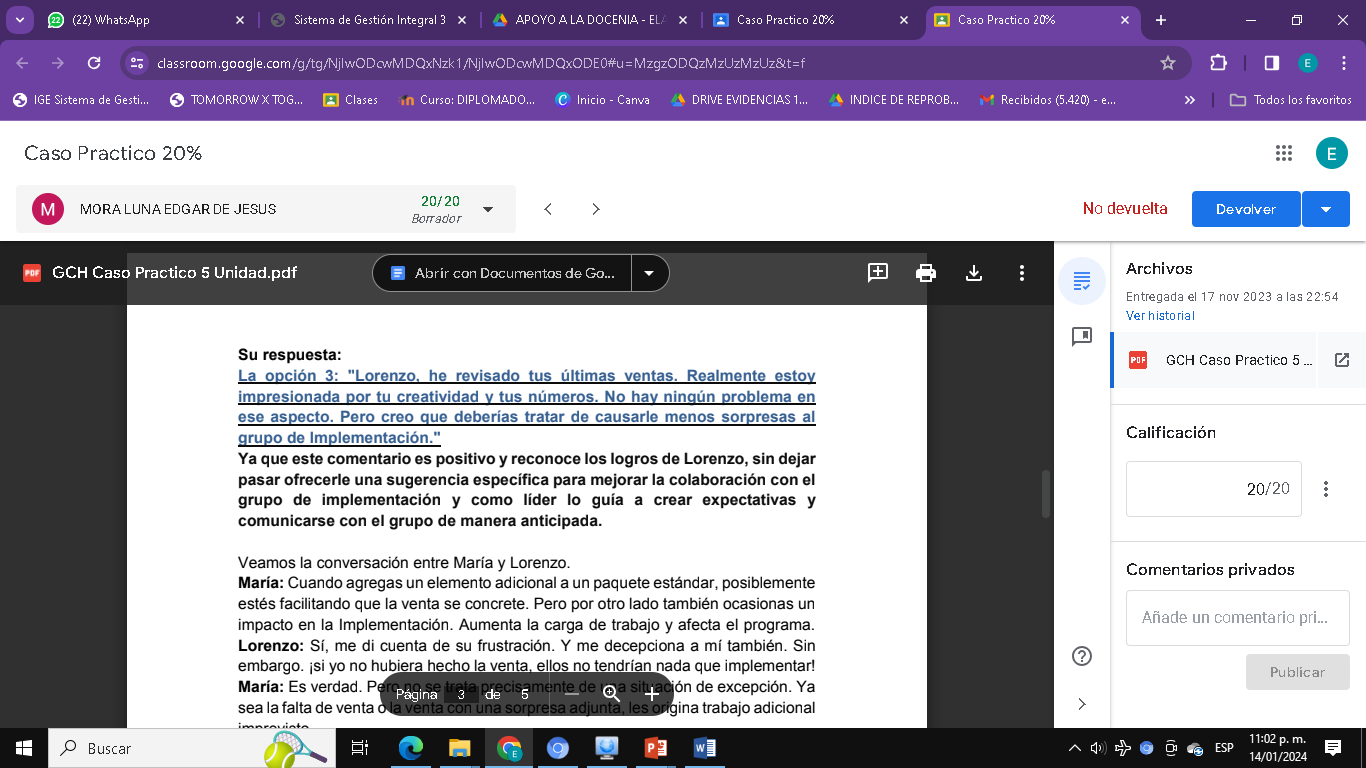 (22) WhatsApp
Sistema de Gestión Integral 3
APOYO A LA DOCENIA - ELA
Caso Practico 20%
Caso Practico 20%
classroom.google.com/g/tg/NjIwODcwMDQxNzk1/NjIwODcwMDQxODE0#u=MzgzODQzMzUzMzUz&t=f
E
IGE Sistema de Gesti...
TOMORROW X TOG...
Clases
Curso: DIPLOMADO...
Inicio - Canva
DRIVE EVIDENCIAS 1...
INDICE DE REPROB...
Recibidos (5.420) - e...
»
Todos los favoritos
Caso Practico 20%
E
M
MORA LUNA EDGAR DE JESUS
20/20
Borrador
No devuelta
Devolver
PDF
GCH Caso Practico 5 Unidad.pdf
Abrir con Documentos de Go...
Su respuesta:
La opción 3: "Lorenzo, he revisado tus últimas ventas. Realmente estoy
impresionada por tu creatividad y tus números. No hay ningún problema en
ese aspecto. Pero creo que deberías tratar de causarle menos sorpresas al
grupo de Implementación."
Ya que este comentario es positivo y reconoce los logros de Lorenzo, sin dejar
pasar ofrecerle una sugerencia específica para mejorar la colaboración con el
grupo de implementación y como líder lo guía a crear expectativas y
comunicarse con el grupo de manera anticipada.
Veamos la conversación entre María y Lorenzo.
María: Cuando agregas un elemento adicional a un paquete estándar, posiblemente
estés facilitando que la venta se concrete. Pero por otro lado también ocasionas un
impacto en la Implementación. Aumenta la carga de trabajo y afecta el programa.
Lorenzo: Sí, me di cuenta de su frustración. Y me decepciona a mí también. Sin
embargo. ¡si yo no hubiera hecho la venta, ellos no tendrían nada que implementar!
María: Es verdad. Pero no se trata precisamente de una situación de excepción. Ya
sea la falta de venta o la venta con una sorpresa adjunta, les origina trabajo adicional
imprevisto.
Página 3 de 5
Archivos
Entregada el 17 nov 2023 a las 22:54
Ver historial
PDF
GCH Caso Practico 5 ...
Calificación
20/20
Comentarios privados
Añade un comentario pri...
Publicar
Buscar
ESP
11:02 p. m.
14/01/2024